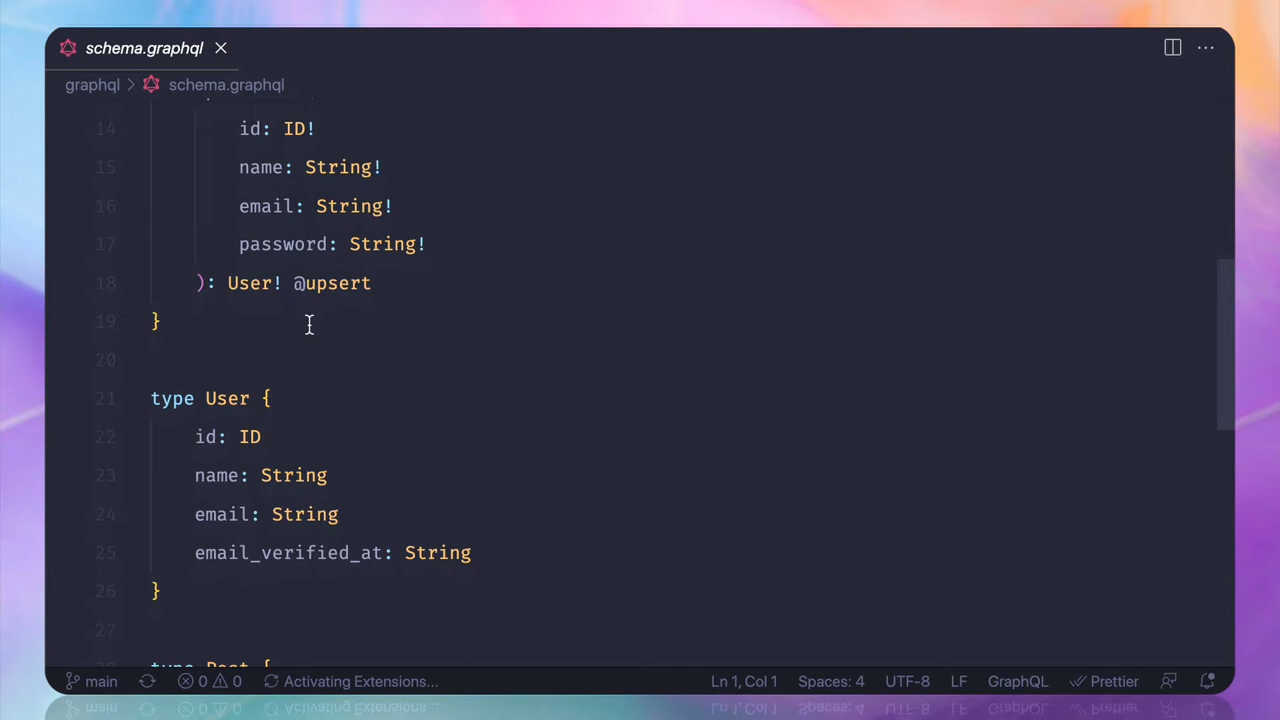 schema.graphql
graphql > schema.graphql
14 id: ID!
15 name: String!
16 email: String!
17 password: String!
18 ): User! @upsert
19 }
20
21 type User {
22 id: ID
23 name: String
24 email: String
25 email_verified_at: String
26 }
27
type Post {
main 0 0 Activating Extensions... Ln 1, Col 1 Spaces: 4 UTF-8 LF GraphQL Prettier